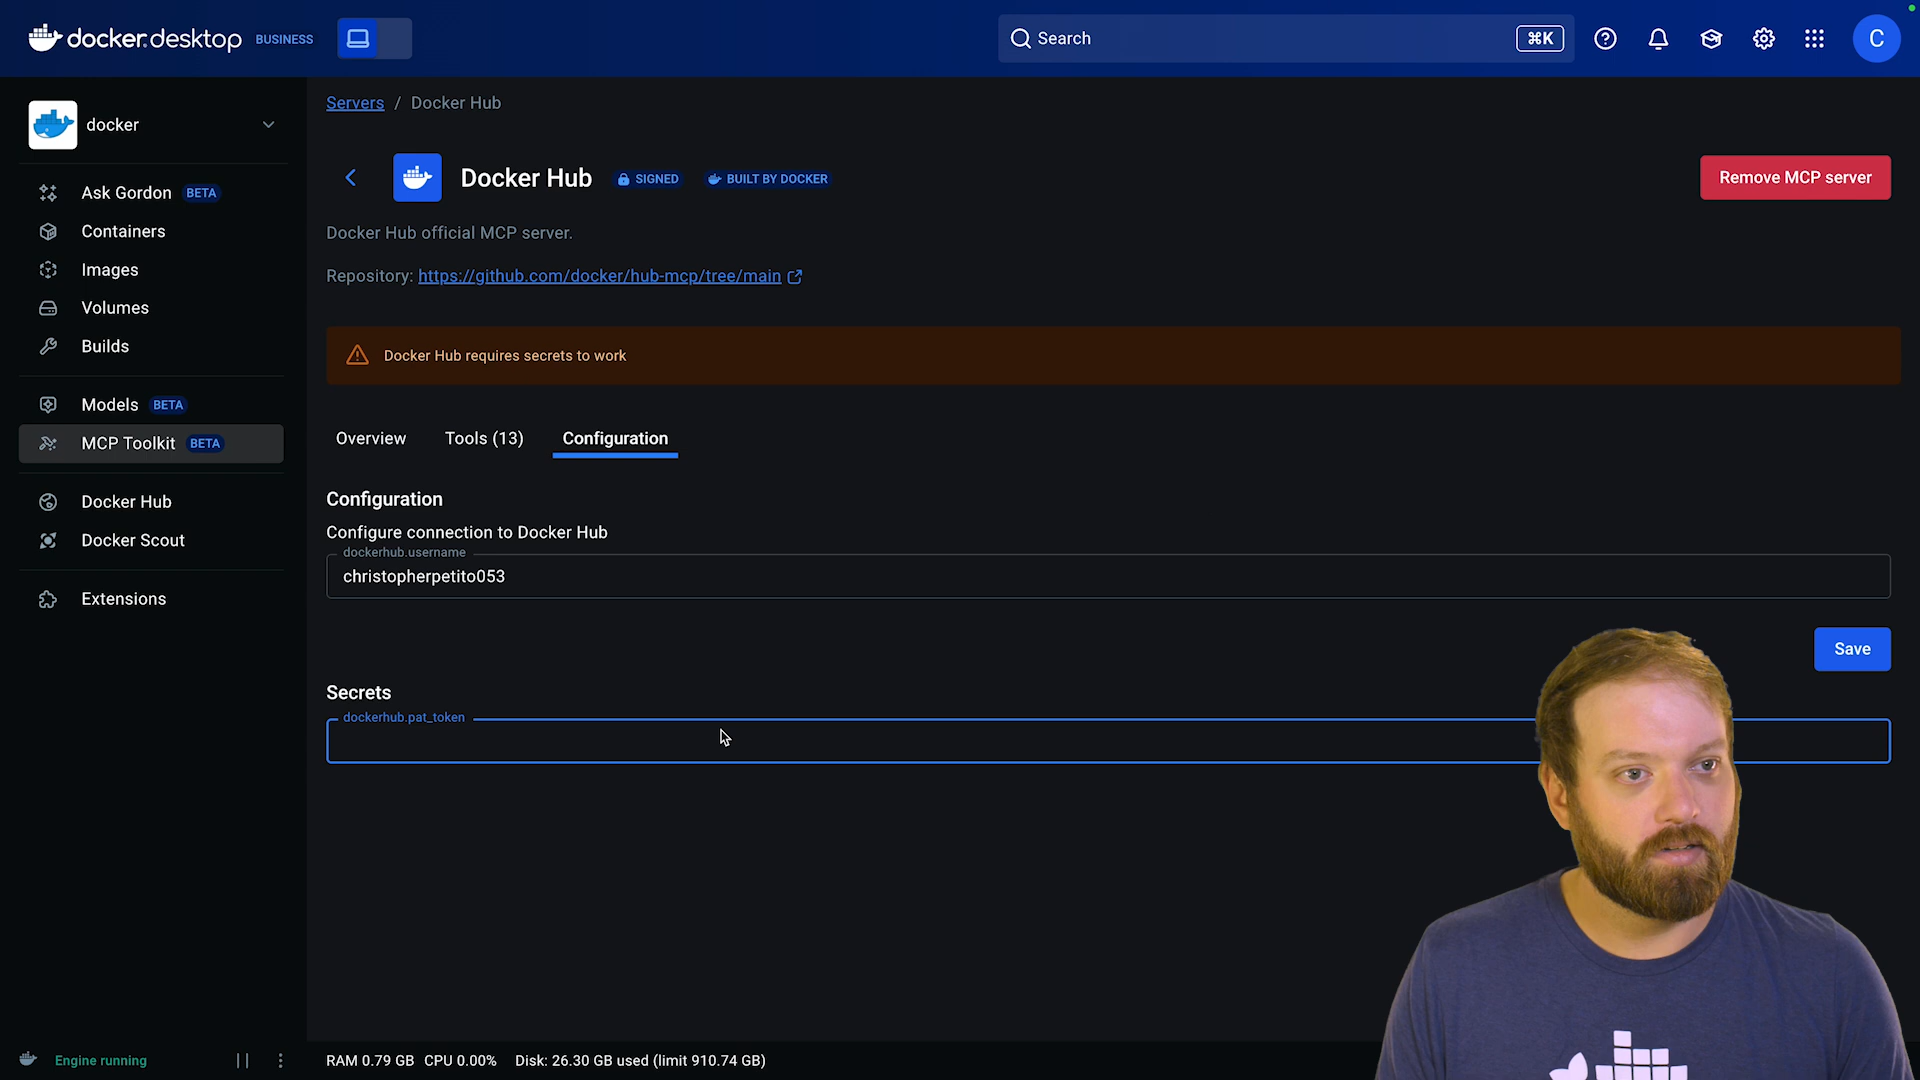 docker.desktop BUSINESS
Search
⌘K
C
docker
Ask Gordon BETA
Containers
Images
Volumes
Builds
Models BETA
MCP Toolkit BETA
Docker Hub
Docker Scout
Extensions
Engine running
Servers / Docker Hub
Docker Hub SIGNED BUILT BY DOCKER
Remove MCP server
Docker Hub official MCP server.
Repository: https://github.com/docker/hub-mcp/tree/main
Docker Hub requires secrets to work
Overview Tools (13) Configuration
Configuration
Configure connection to Docker Hub
dockerhub.username
christopherpetito053
Save
Secrets
dockerhub.pat_token
RAM 0.79 GB CPU 0.00% Disk: 26.30 GB used (limit 910.74 GB)